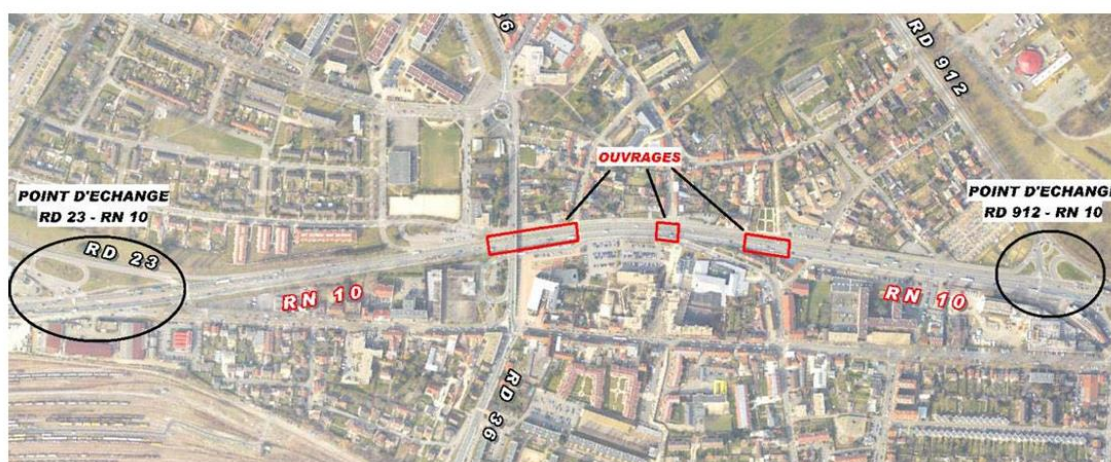 36
RD 912
OUVRAGES
POINT D'ECHANGE
RD 23 - RN 10
POINT D'ECHANGE
RD 912 - RN 10
RD 23
RN 10
RN 10
RD 36